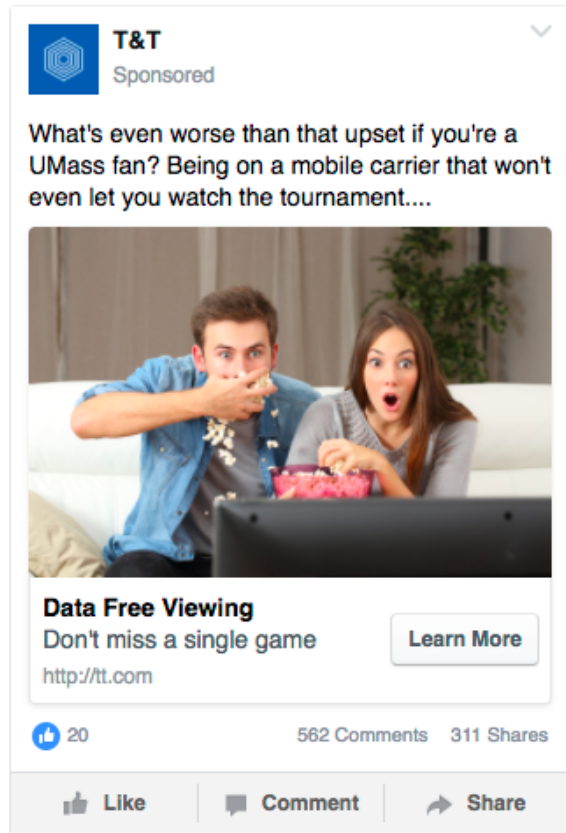 T&T
Sponsored
What's even worse than that upset if you're a
UMass fan? Being on a mobile carrier that won't
even let you watch the tournament....
Data Free Viewing
Don't miss a single game
Learn More
http://tt.com
20
562 Comments 311 Shares
Like Comment Share